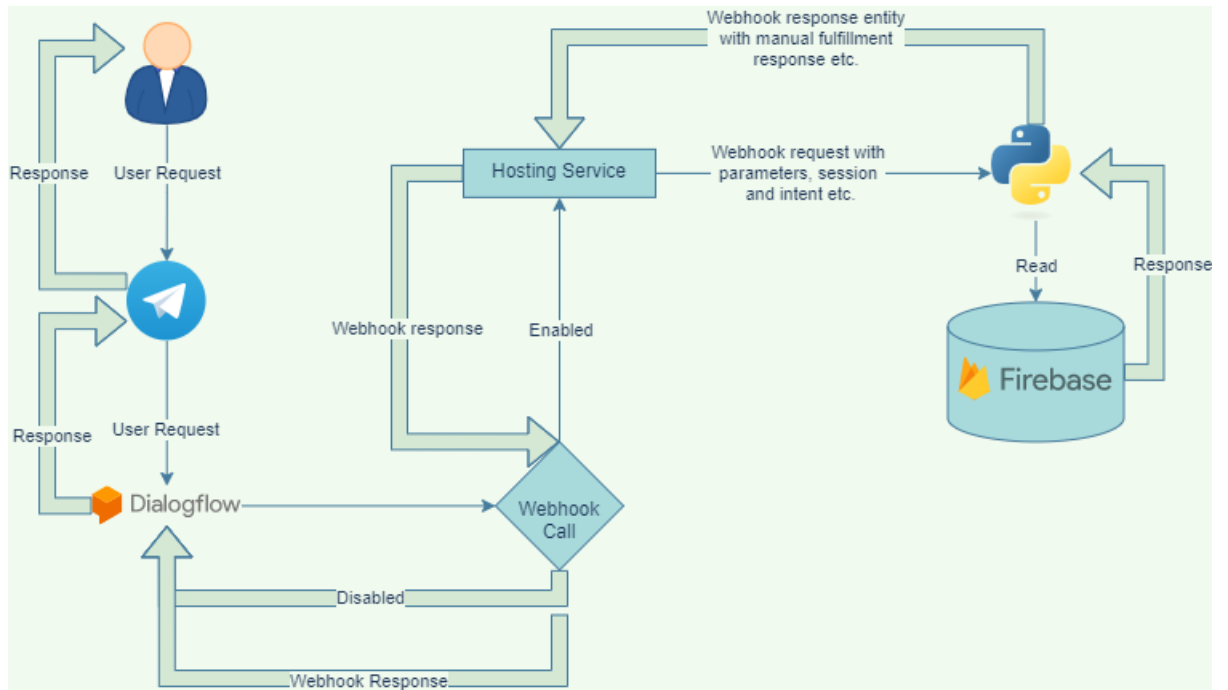 Webhook response entity
with manual fulfillment
response etc.
Response
User Request
Hosting Service
Webhook request with
parameters, session
and intent etc.
Read
Response
Webhook response
Enabled
Firebase
Response
User Request
Dialogflow
Webhook
Call
Disabled
Webhook Response